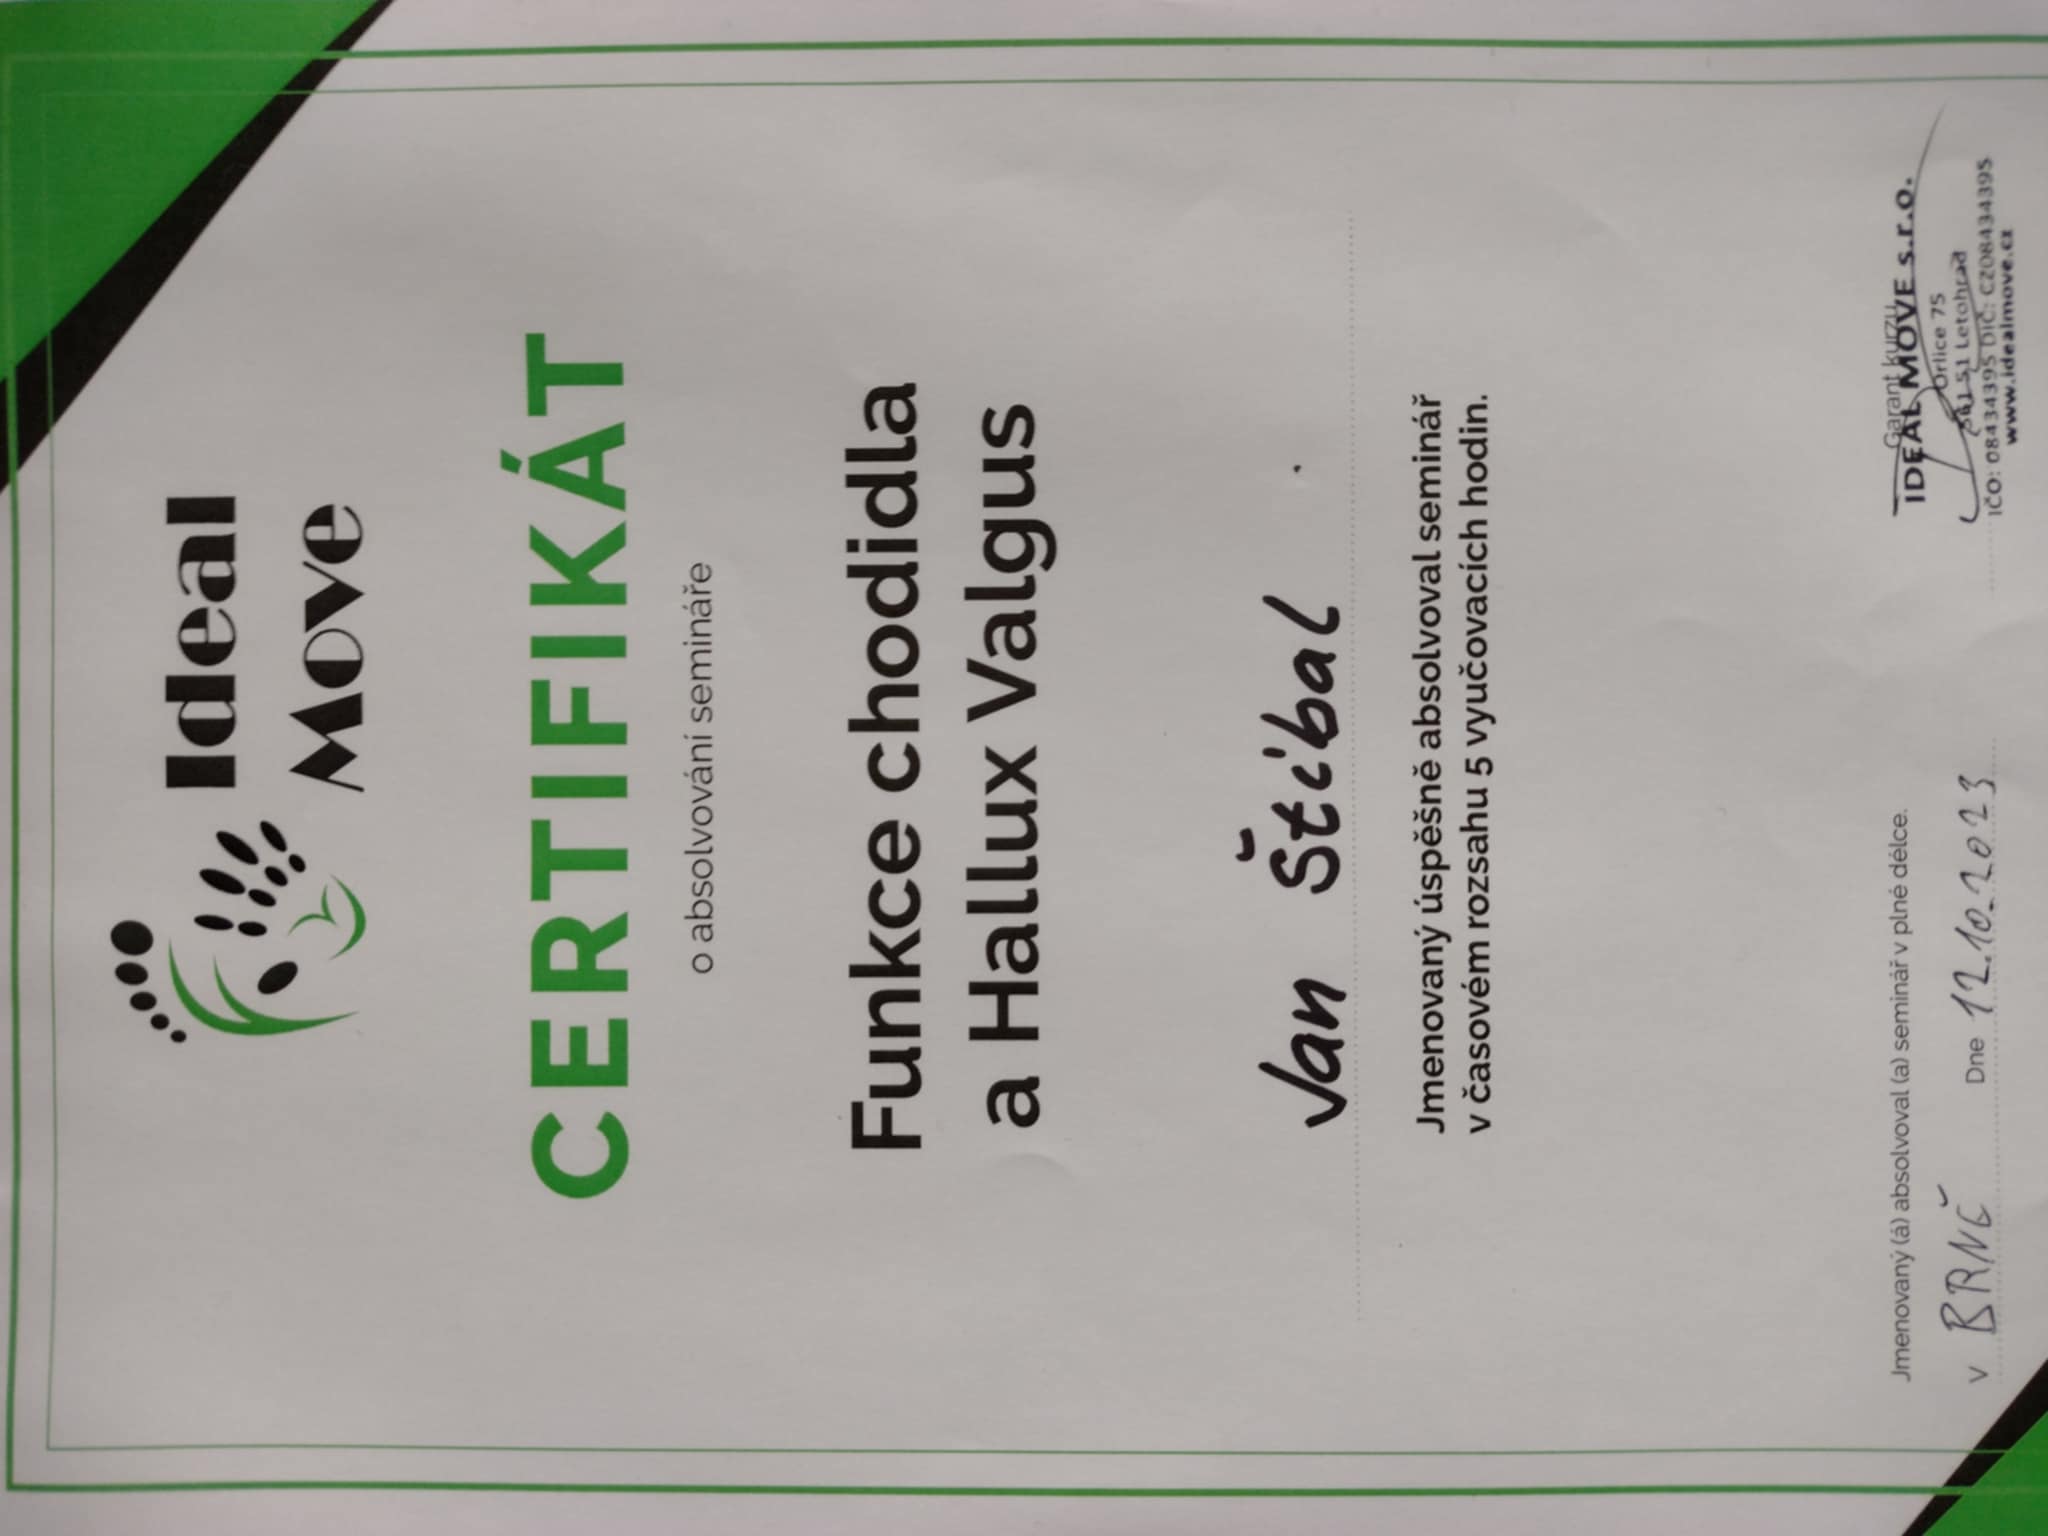 Ideal
Move
CERTIFIKÁT
o absolvování semináře
Funkce chodidla
a Hallux Valgus
Jan Štibal
Jmenovaný úspěšně absolvoval seminář
v časovém rozsahu 5 vyučovacích hodin.
Jmenovaný (á) absolvoval (a) seminář v plné délce.
v BRNĚ Dne 12.10.2023
Garant kurzu
IDEAL MOVE s.r.o.
Orlice 75
561 51 Letohrad
IČO: 08434395 DIČ: CZ08434395
www.idealmove.cz